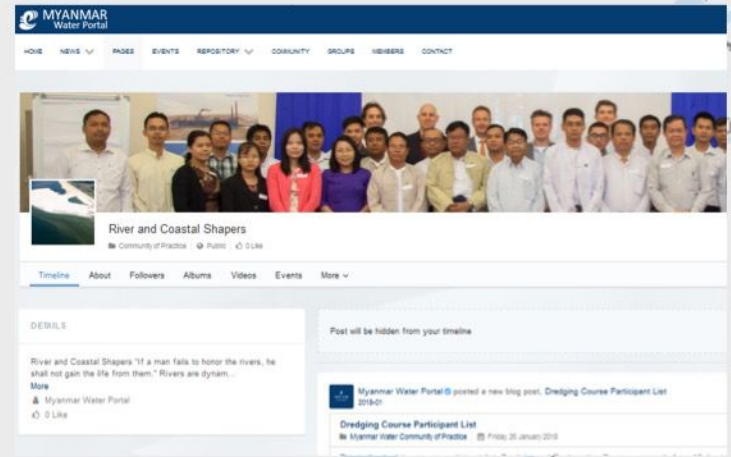 MYANMAR
Water Portal
HOME NEWS PAGES EVENTS REPOSITORY COMMUNITY GROUPS MEMBERS CONTACT
River and Coastal Shapers
Community of Practice Public 0 Like
Timeline About Followers Albums Videos Events More
DETAILS
River and Coastal Shapers "If a man fails to honor the rivers, he
shall not gain the life from them." Rivers are dynam...
More
Myanmar Water Portal
0 Like
Post will be hidden from your timeline
Myanmar Water Portal posted a new blog post, Dredging Course Participant List
2018-01
Dredging Course Participant List
Myanmar Water Community of Practice Friday, 26 January 2018